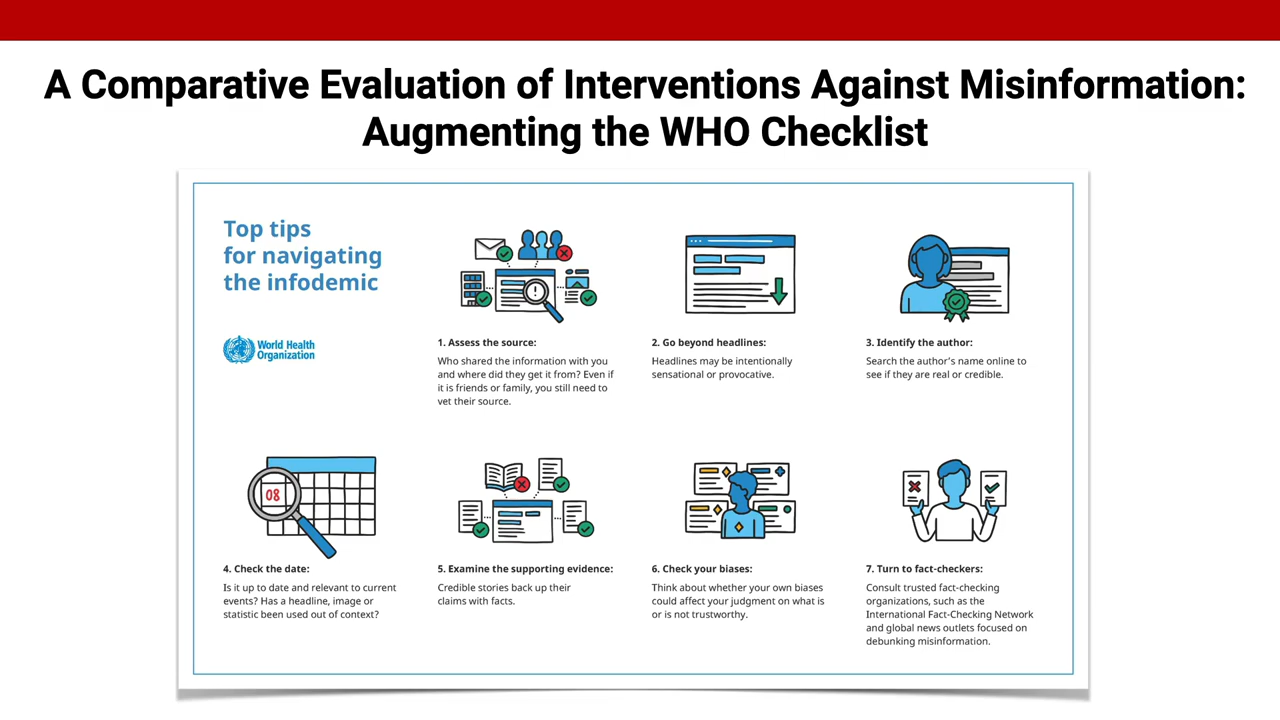 A Comparative Evaluation of Interventions Against Misinformation:
Augmenting the WHO Checklist
Top tips
for navigating
the infodemic
World Health
Organization
1. Assess the source:
Who shared the information with you
and where did they get it from? Even if
it is friends or family, you still need to
vet their source.
2. Go beyond headlines:
Headlines may be intentionally
sensational or provocative.
3. Identify the author:
Search the author's name online to
see if they are real or credible.
08
4. Check the date:
Is it up to date and relevant to current
events? Has a headline, image or
statistic been used out of context?
5. Examine the supporting evidence:
Credible stories back up their
claims with facts.
6. Check your biases:
Think about whether your own biases
could affect your judgment on what is
or is not trustworthy.
7. Turn to fact-checkers:
Consult trusted fact-checking
organizations, such as the
International Fact-Checking Network
and global news outlets focused on
debunking misinformation.